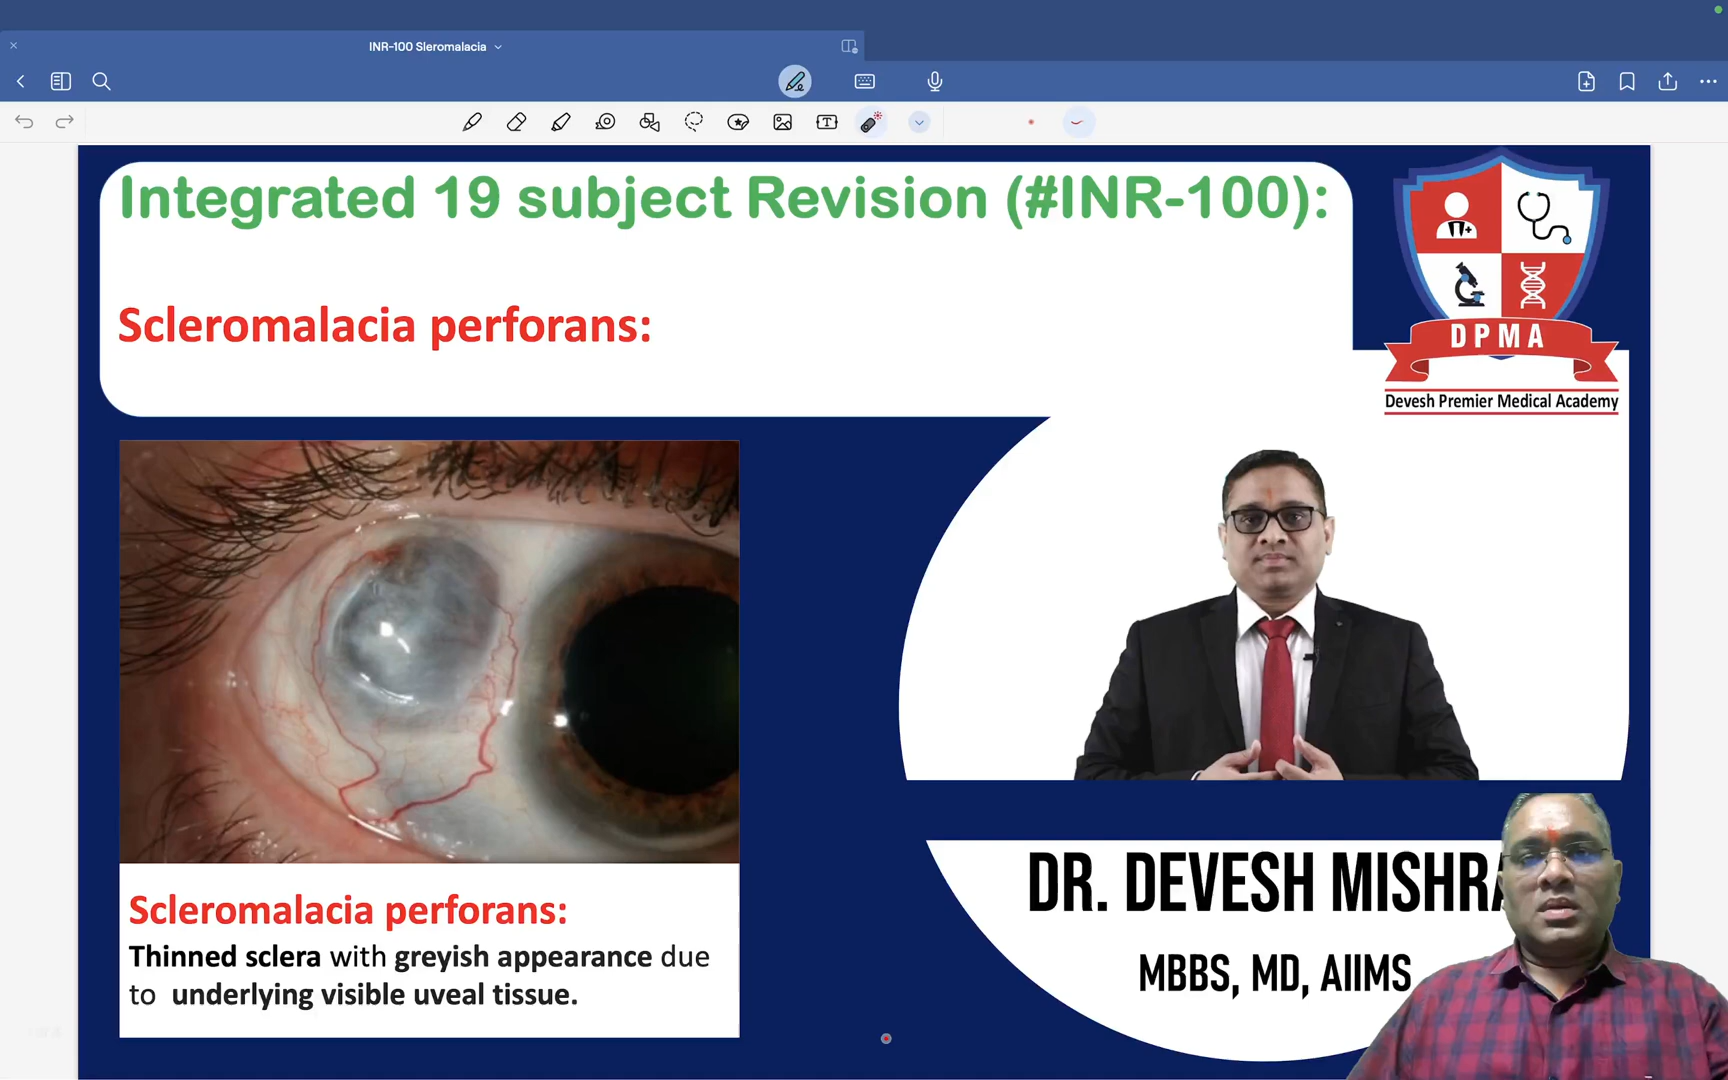 INR-100 Sleromalacia
Integrated 19 subject Revision (#INR-100):
Scleromalacia perforans:
DPMA
Devesh Premier Medical Academy
Scleromalacia perforans:
Thinned sclera with greyish appearance due
to underlying visible uveal tissue.
DR. DEVESH MISHRA
MBBS, MD, AIIMS